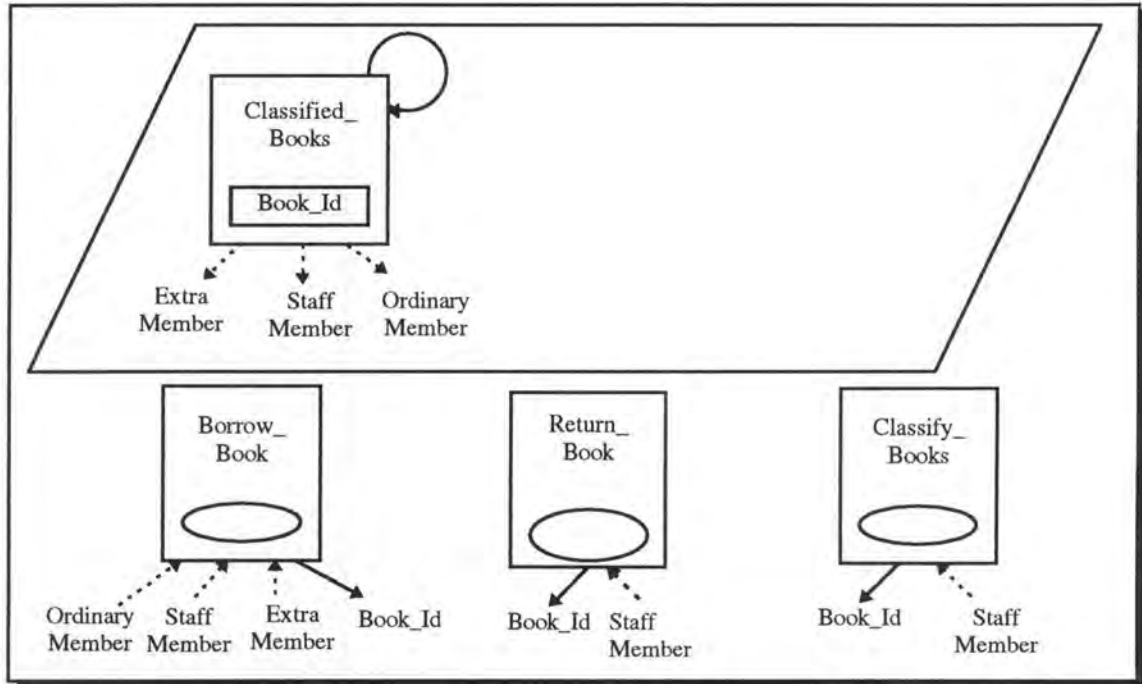 Classified_
Books
Book_Id
Extra
Member
Staff
Member
Ordinary
Member
Borrow_
Book
Ordinary
Member
Staff
Member
Extra
Member
Book_Id
Return_
Book
Book_Id
Staff
Member
Classify_
Books
Book_Id
Staff
Member